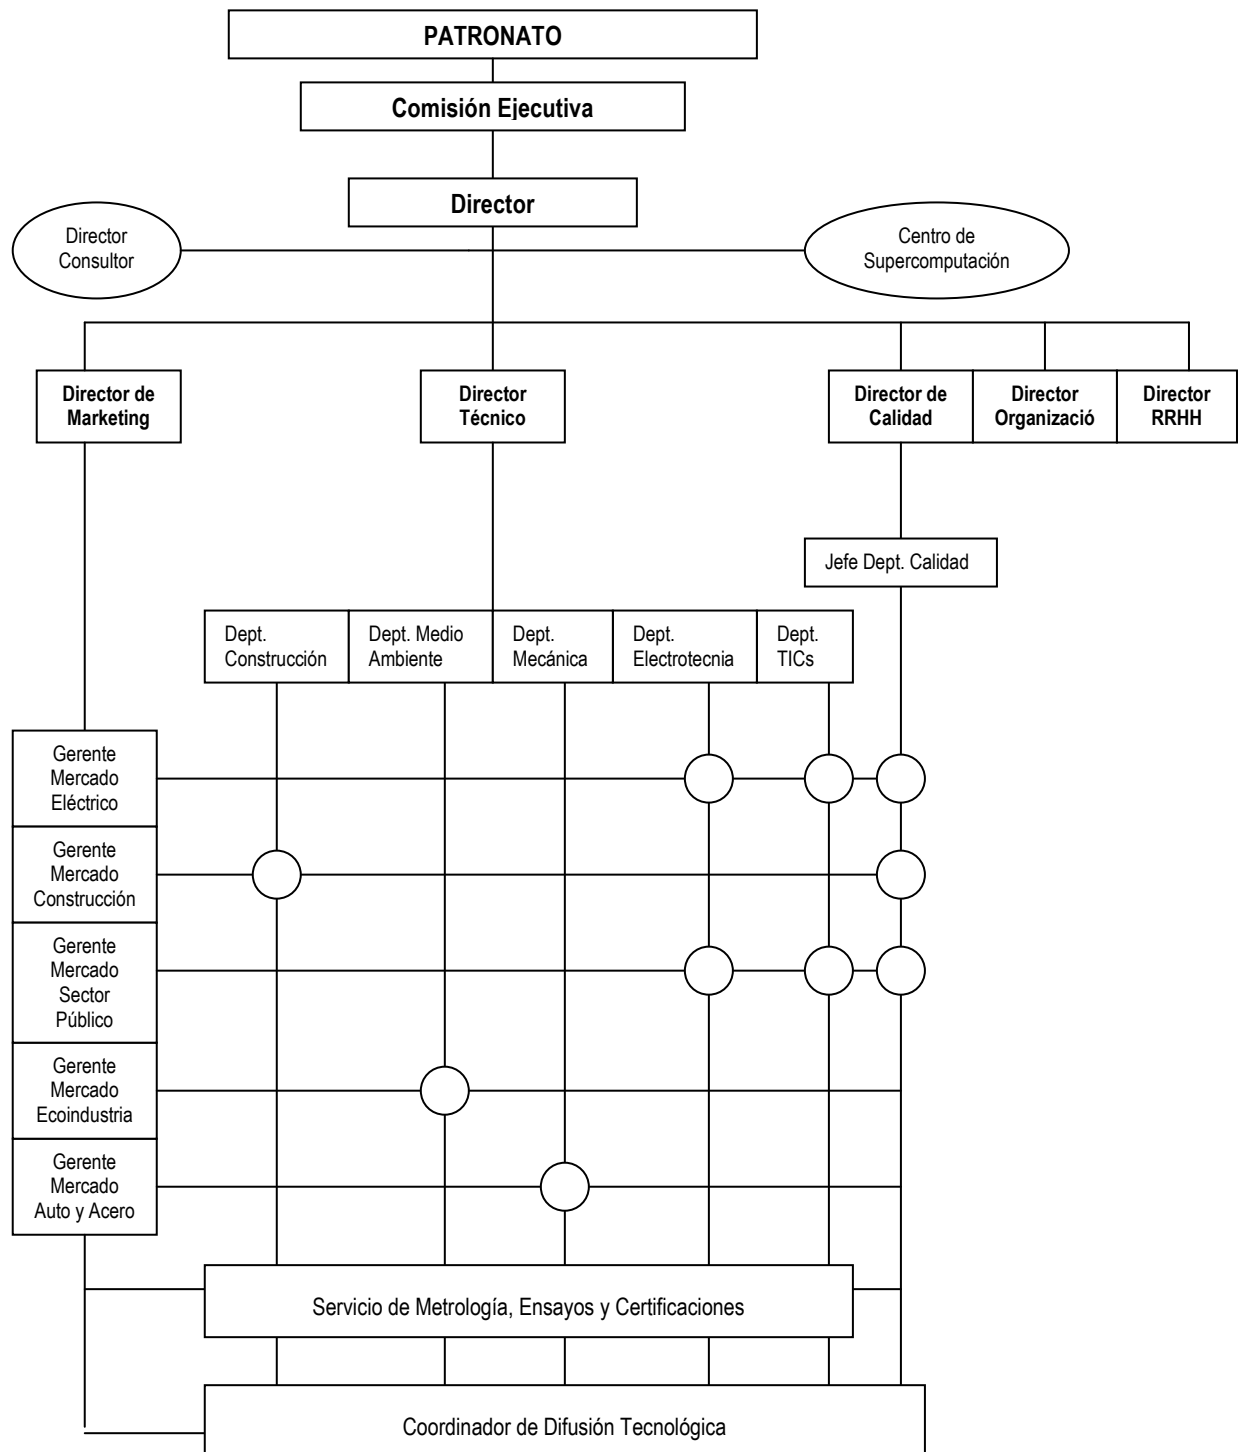 PATRONATO
Comisión Ejecutiva
Director
Director
Consultor
Centro de
Supercomputación
Director de
Marketing
Director
Técnico
Director de
Calidad
Director
Organizació
Director
RRHH
Jefe Dept. Calidad
Dept.
Construcción
Dept. Medio
Ambiente
Dept.
Mecánica
Dept.
Electrotecnia
Dept.
TICs
Gerente
Mercado
Eléctrico
Gerente
Mercado
Construcción
Gerente
Mercado
Sector
Público
Gerente
Mercado
Ecoindustria
Gerente
Mercado
Auto y Acero
Servicio de Metrología, Ensayos y Certificaciones
Coordinador de Difusión Tecnológica